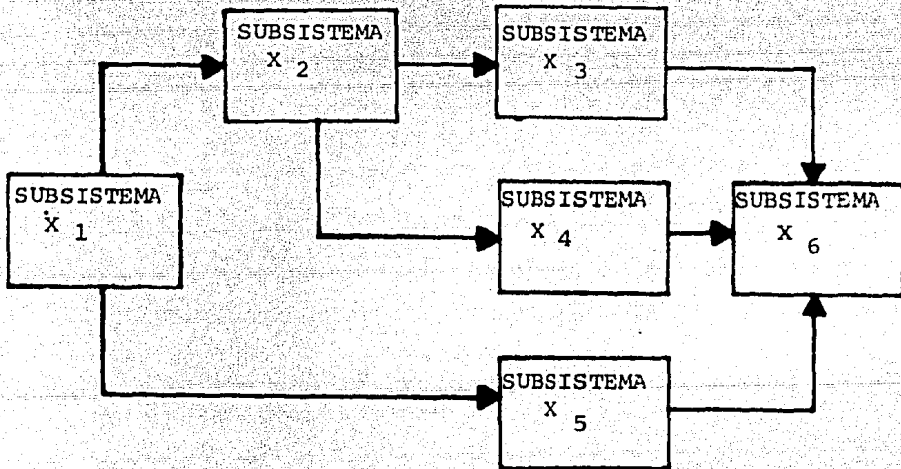 SUBSISTEMA
X 2
SUBSISTEMA
X 3
SUBSISTEMA
X 1
SUBSISTEMA
X 4
SUBSISTEMA
X 6
SUBSISTEMA
X 5